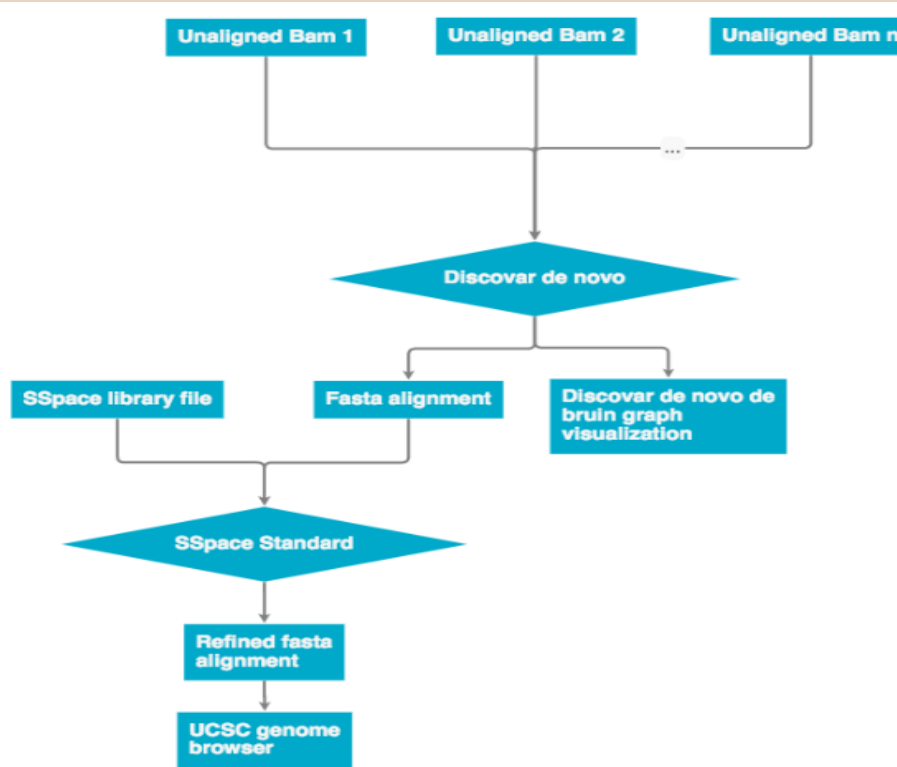 Unaligned Bam 1
Unaligned Bam 2
Unaligned Bam n
...
Discovar de novo
SSpace library file
Fasta alignment
Discovar de novo de
bruin graph
visualization
SSpace Standard
Refined fasta
alignment
UCSC genome
browser